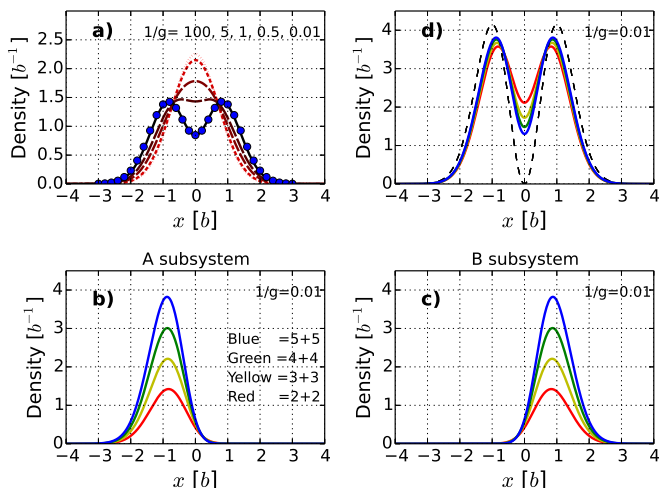 a)
1/g= 100, 5, 1, 0.5, 0.01
2.5
2.0
1.5
1.0
0.5
0.0
Density [b⁻¹]
−4 −3 −2 −1 0 1 2 3 4
x [b]
d)
1/g=0.01
4
3
2
1
0
Density [b⁻¹]
−4 −3 −2 −1 0 1 2 3 4
x [b]
A subsystem
b)
1/g=0.01
4
3
2
1
0
Density [b⁻¹]
Blue =5+5
Green =4+4
Yellow =3+3
Red =2+2
−4 −3 −2 −1 0 1 2 3 4
x [b]
B subsystem
c)
1/g=0.01
4
3
2
1
0
Density [b⁻¹]
−4 −3 −2 −1 0 1 2 3 4
x [b]